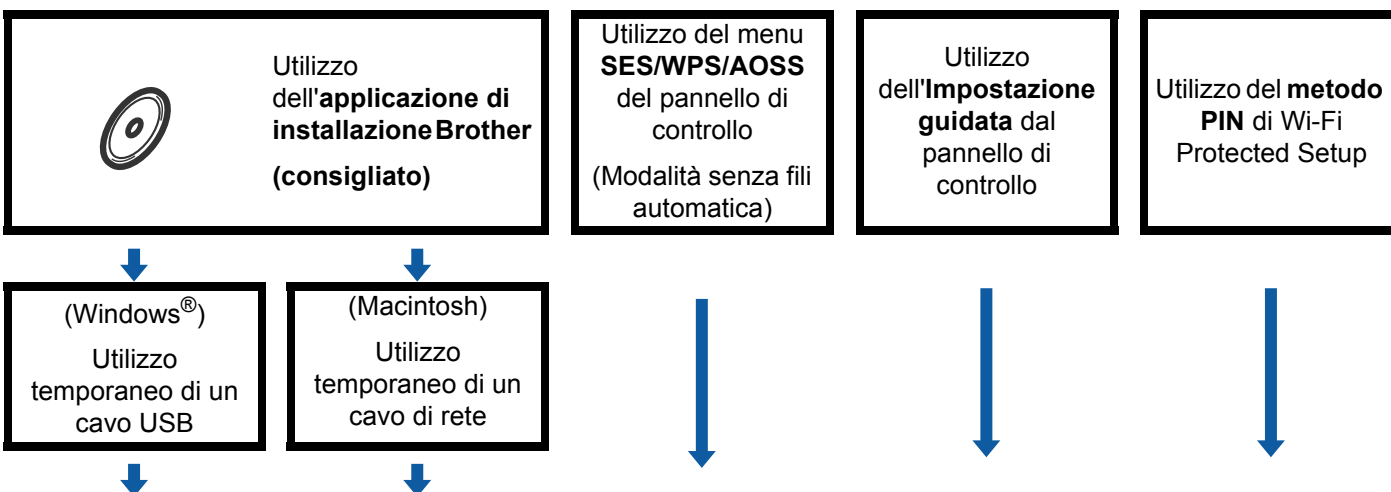 Utilizzo
dell'applicazione di
installazione Brother
(consigliato)
Utilizzo del menu
SES/WPS/AOSS
del pannello di
controllo
(Modalità senza fili
automatica)
Utilizzo
dell'Impostazione
guidata dal
pannello di
controllo
Utilizzo del metodo
PIN di Wi-Fi
Protected Setup
(Windows®)
Utilizzo
temporaneo di un
cavo USB
(Macintosh)
Utilizzo
temporaneo di un
cavo di rete